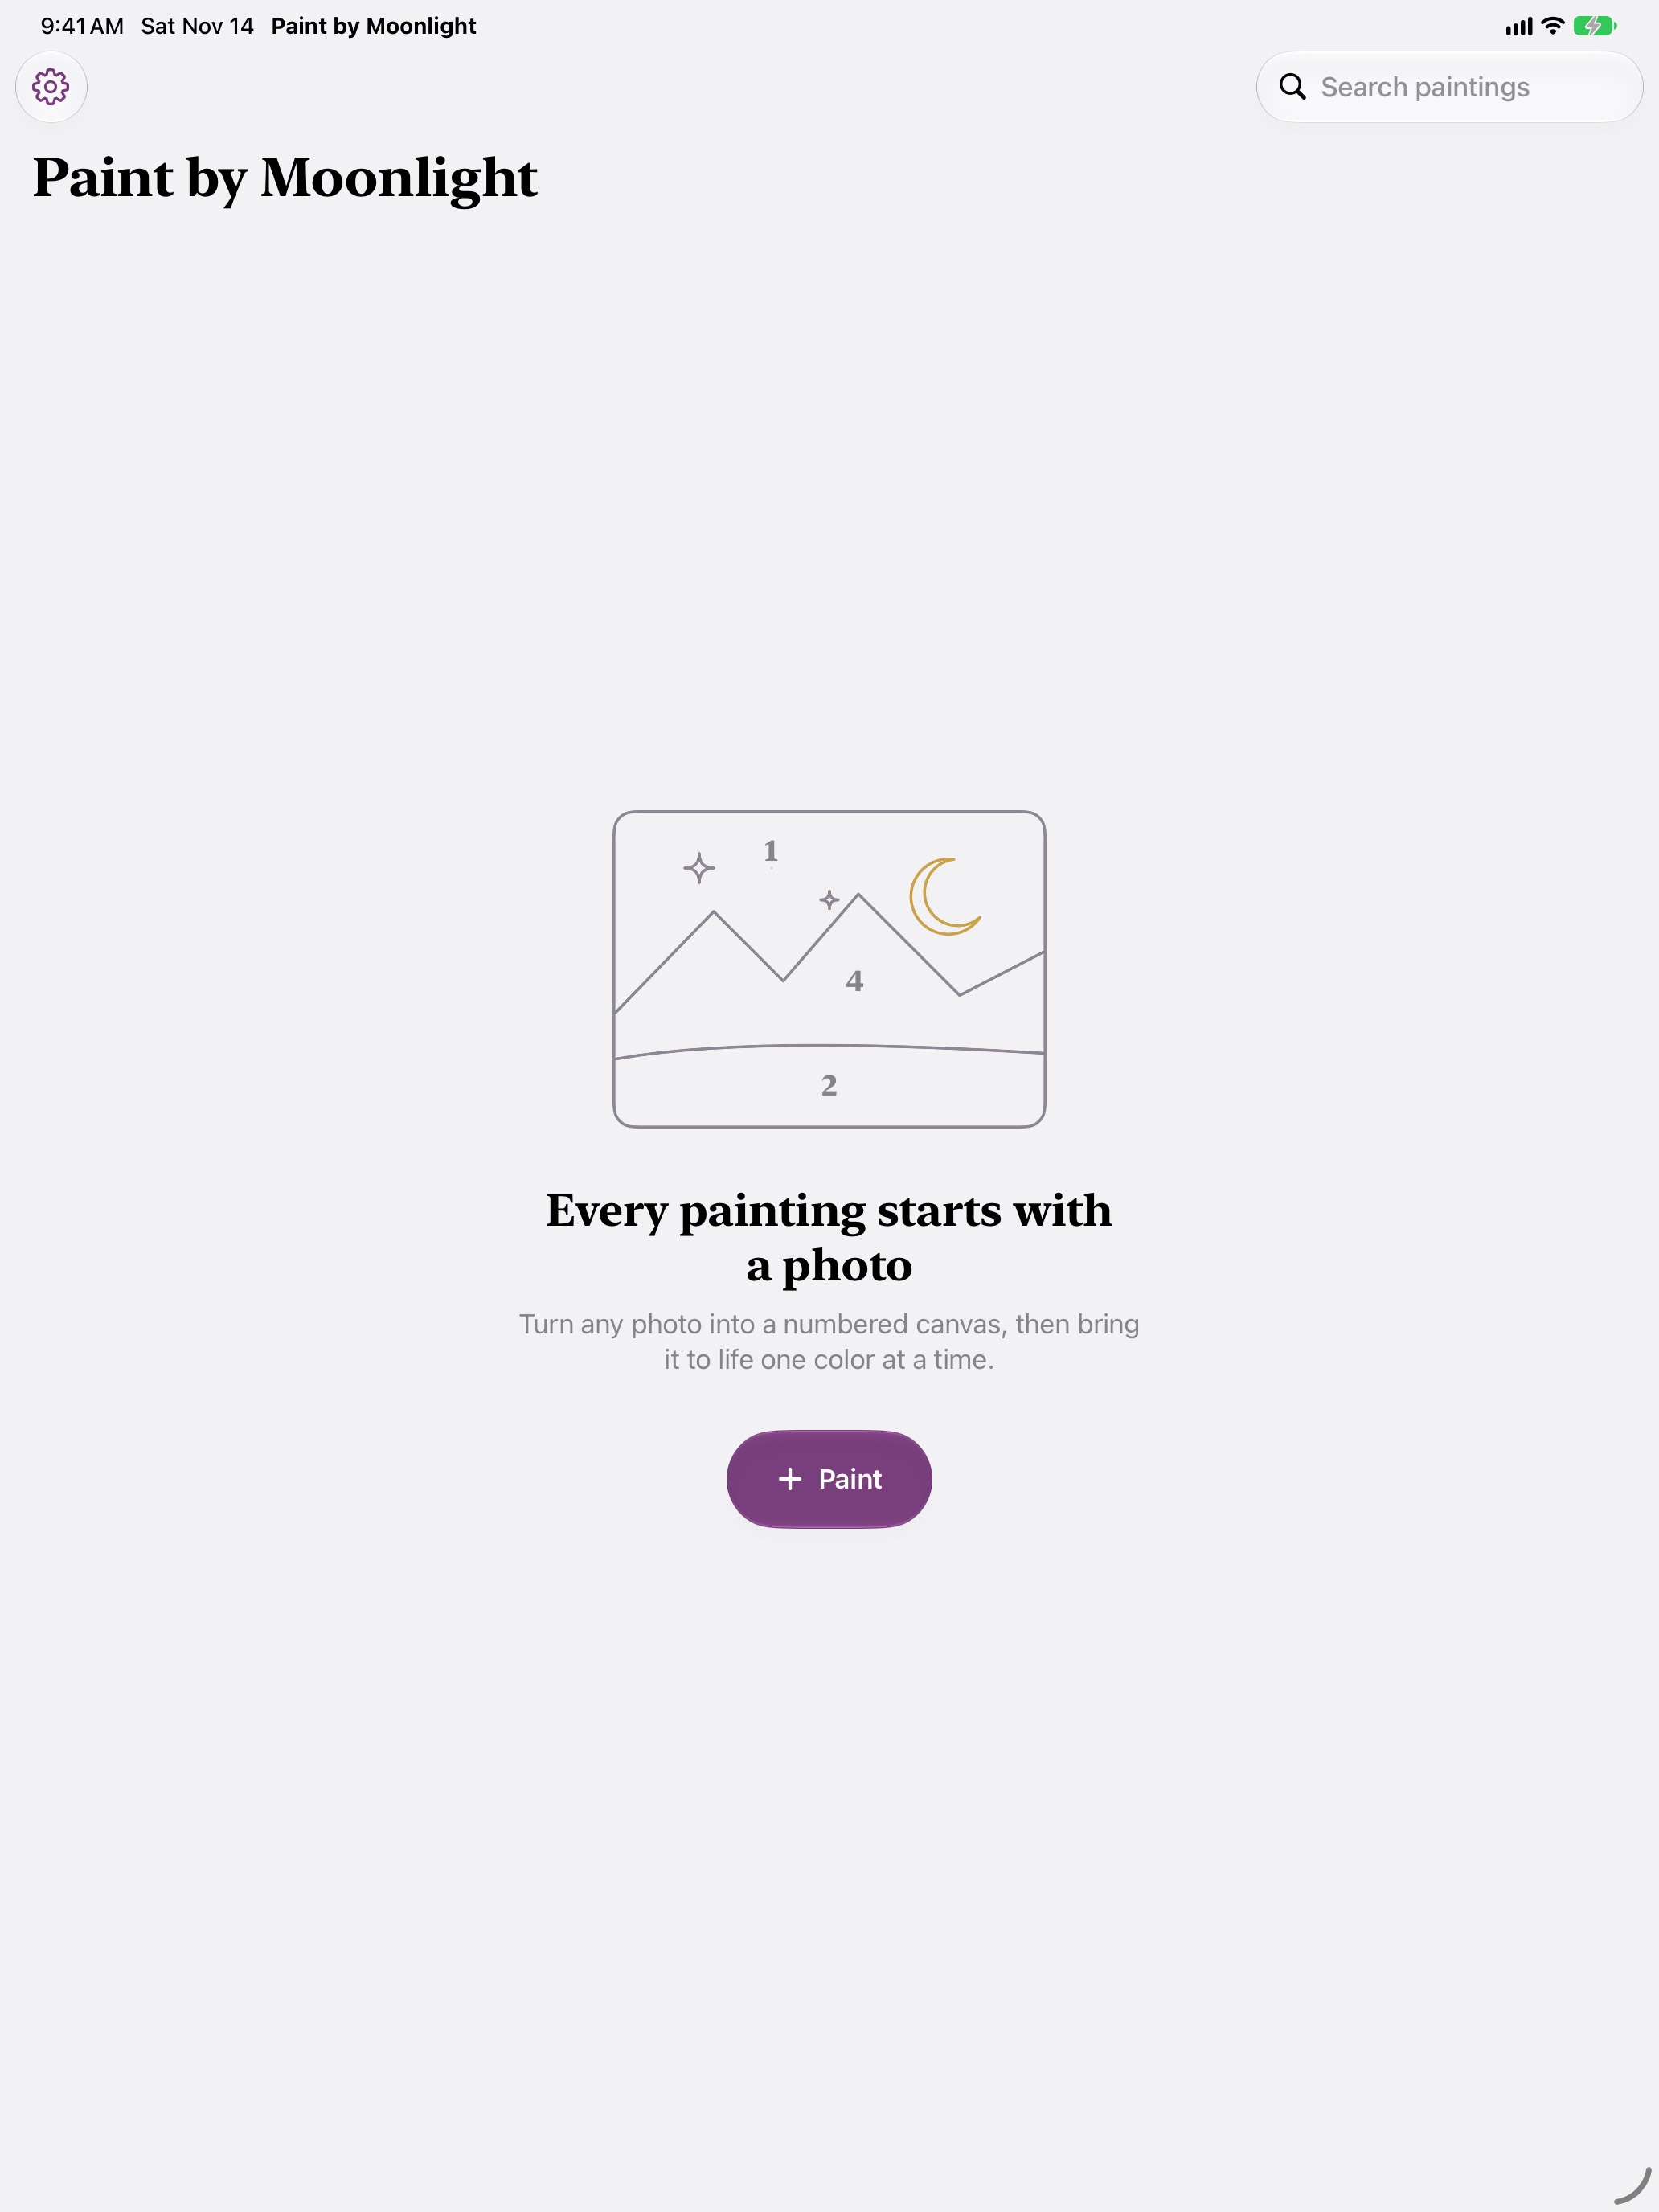 9:41 AM Sat Nov 14 Paint by Moonlight
Search paintings
Paint by Moonlight
1
4
2
Every painting starts with
a photo
Turn any photo into a numbered canvas, then bring
it to life one color at a time.
+ Paint